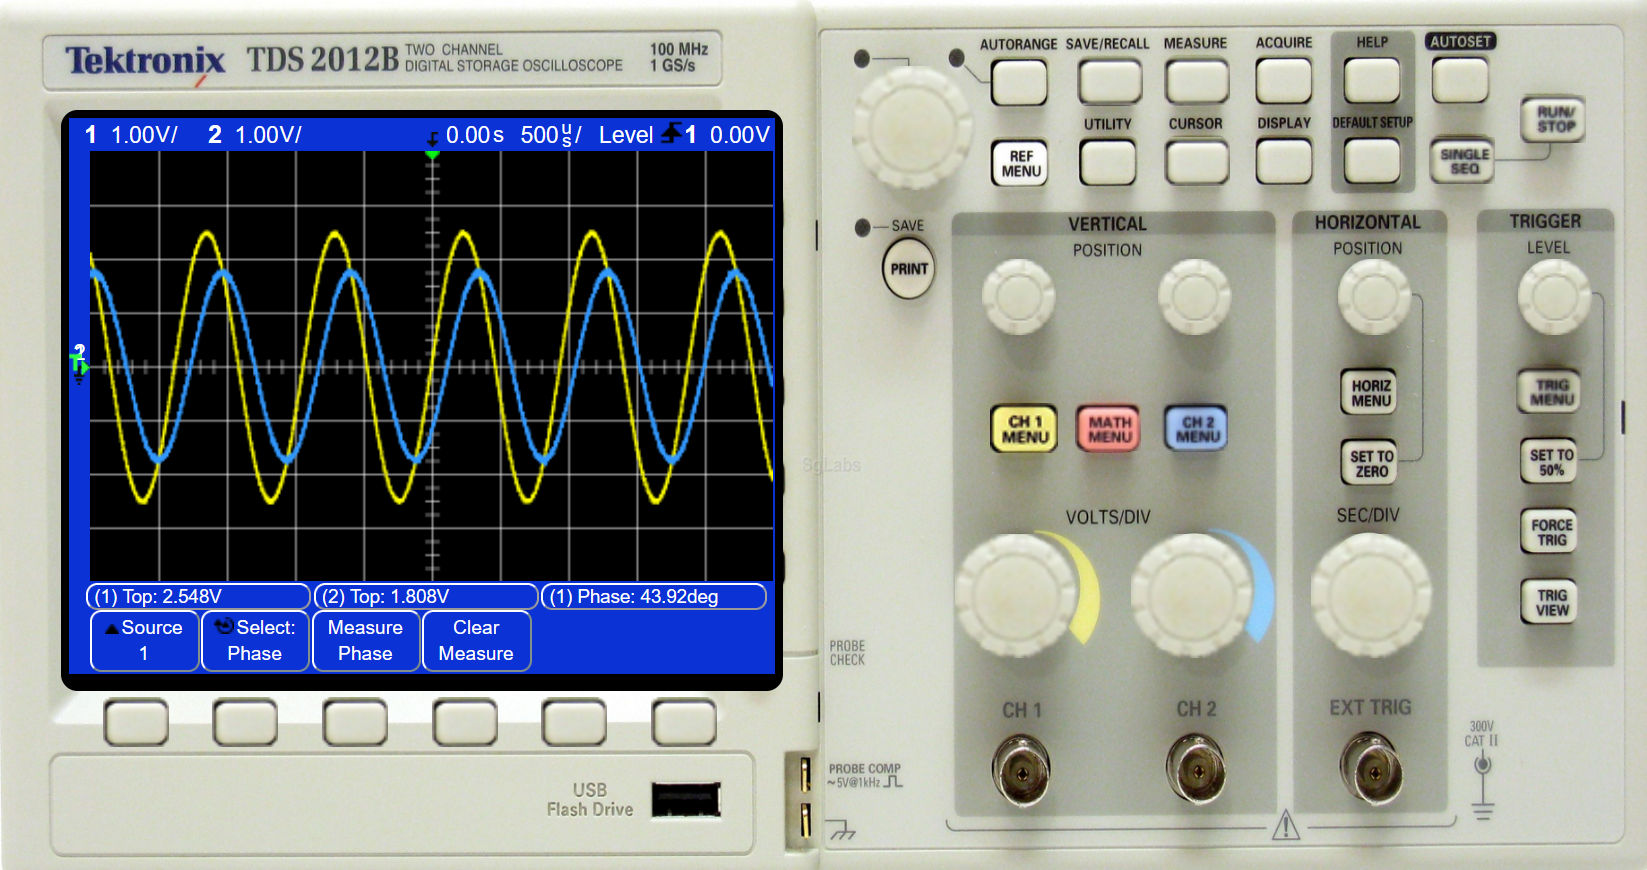 Tektronix TDS 2012B TWO CHANNEL DIGITAL STORAGE OSCILLOSCOPE 100 MHz 1 GS/s
1 1.00V/ 2 1.00V/ 0.00s 500us/ Level 1 0.00V
2
T
(1) Top: 2.548V (2) Top: 1.808V (1) Phase: 43.92deg
Source 1
Select: Phase
Measure Phase
Clear Measure
USB
Flash Drive
AUTORANGE SAVE/RECALL MEASURE ACQUIRE HELP AUTOSET
REF MENU
UTILITY CURSOR DISPLAY DEFAULT SETUP
RUN/ STOP
SINGLE SEQ
SAVE
PRINT
VERTICAL
POSITION
CH 1 MENU
MATH MENU
CH 2 MENU
VOLTS/DIV
CH 1 CH 2
HORIZONTAL
POSITION
HORIZ MENU
SET TO ZERO
SEC/DIV
EXT TRIG
TRIGGER
LEVEL
TRIG MENU
SET TO 50%
FORCE TRIG
TRIG VIEW
SgLabs
PROBE
CHECK
PROBE COMP
~5V@1kHz
300V
CAT II